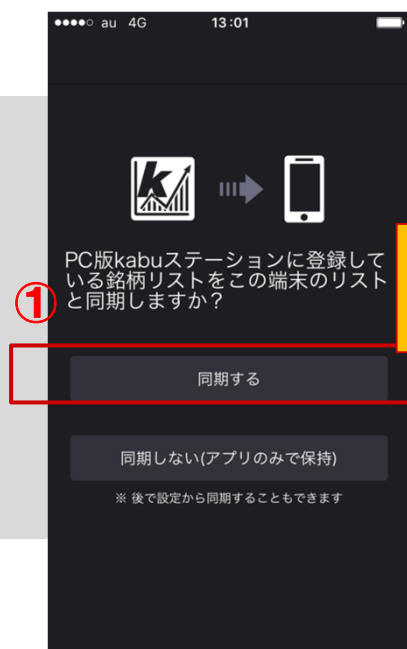 au 4G 13:01
PC版kabuステーションに登録して
いる銘柄リストをこの端末のリスト
と同期しますか?
①
同期する
同期しない(アプリのみで保持)
※ 後で設定から同期することもできます